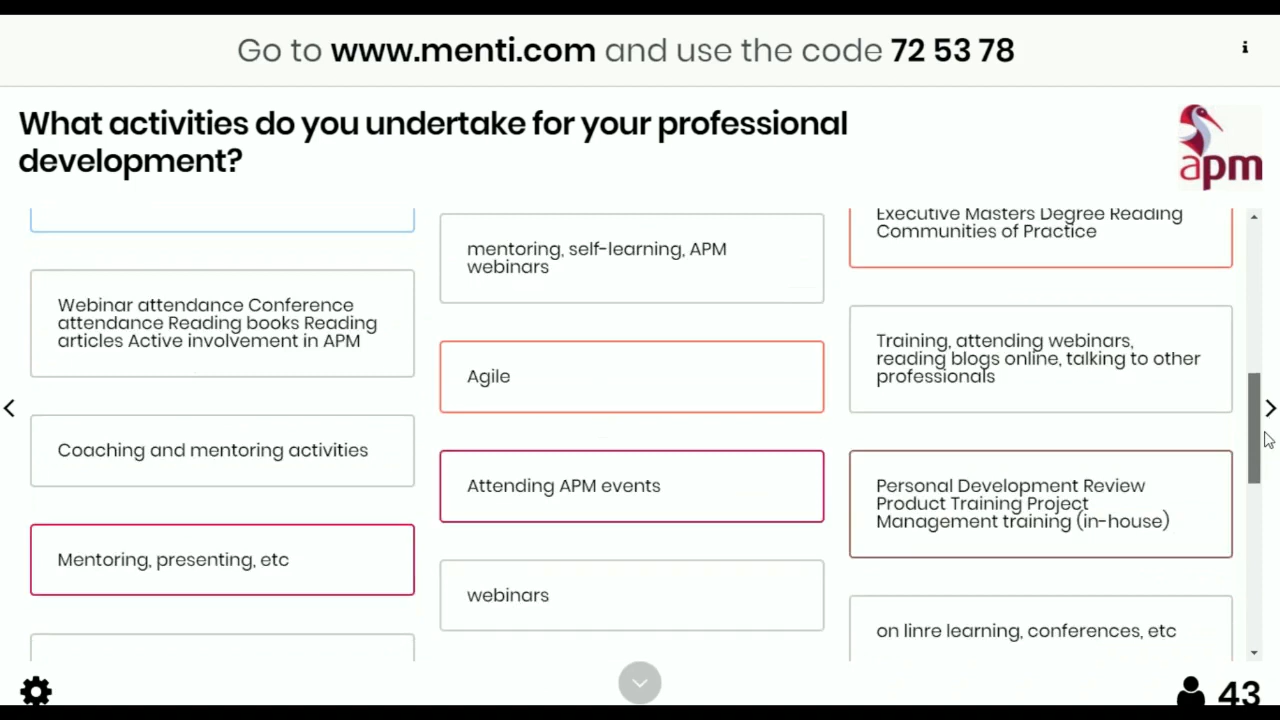 Go to www.menti.com and use the code 72 53 78
i
What activities do you undertake for your professional
development?
apm
Webinar attendance Conference
attendance Reading books Reading
articles Active involvement in APM
Coaching and mentoring activities
Mentoring, presenting, etc
mentoring, self-learning, APM
webinars
Agile
Attending APM events
webinars
Executive Masters Degree Reading
Communities of Practice
Training, attending webinars,
reading blogs online, talking to other
professionals
Personal Development Review
Product Training Project
Management training (in-house)
on linre learning, conferences, etc
43